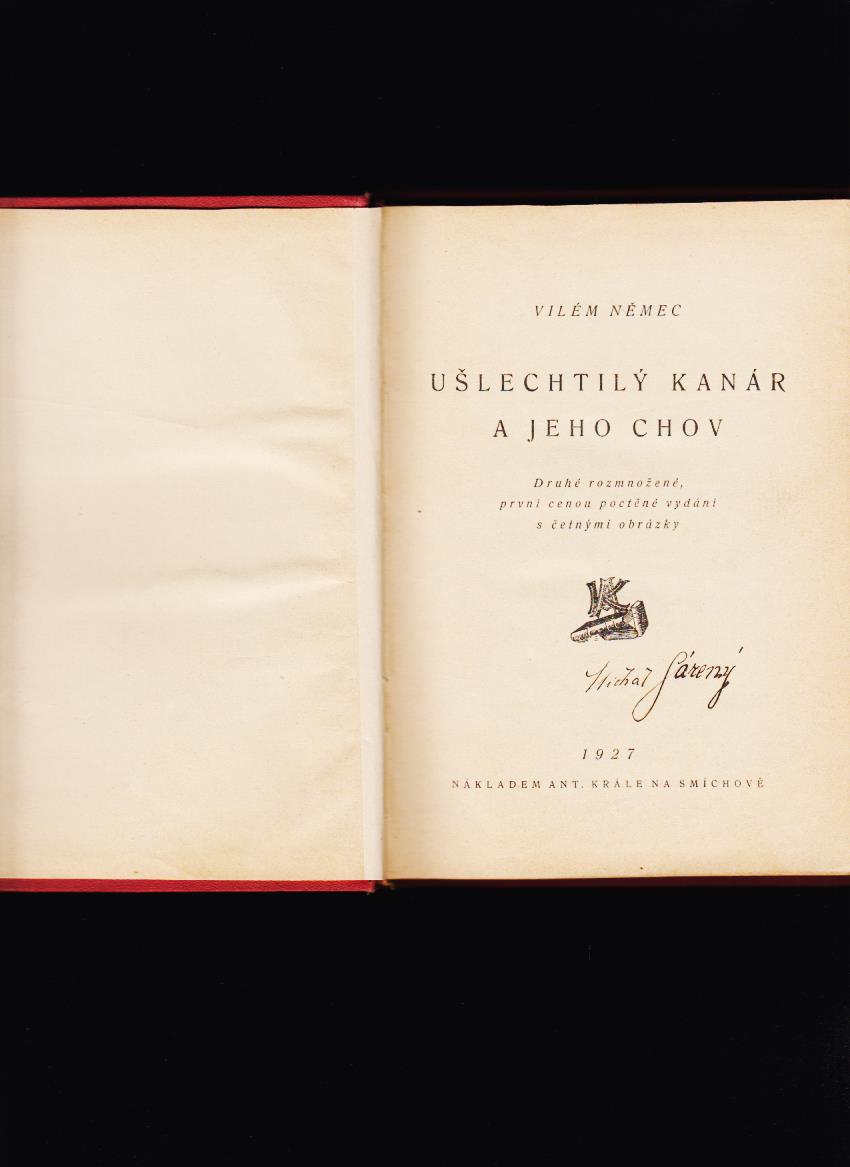 VILÉM NĚMEC
UŠLECHTILÝ KANÁR
A JEHO CHOV
Druhé rozmnožené,
první cenou poctěné vydání
s četnými obrázky
Michal
1927
NÁKLADEM ANT. KRÁLE NA SMÍCHOVĚ